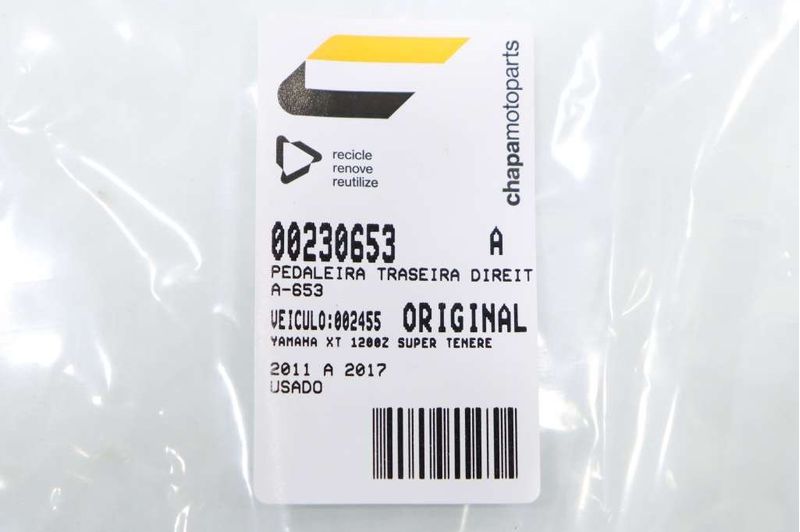 chapamotoparts
recicle
renove
reutilize
00230653 A
PEDALEIRA TRASEIRA DIREIT
A-653
VEICULO:002455 ORIGINAL
YAMAHA XT 1200Z SUPER TENERE
2011 A 2017
USADO